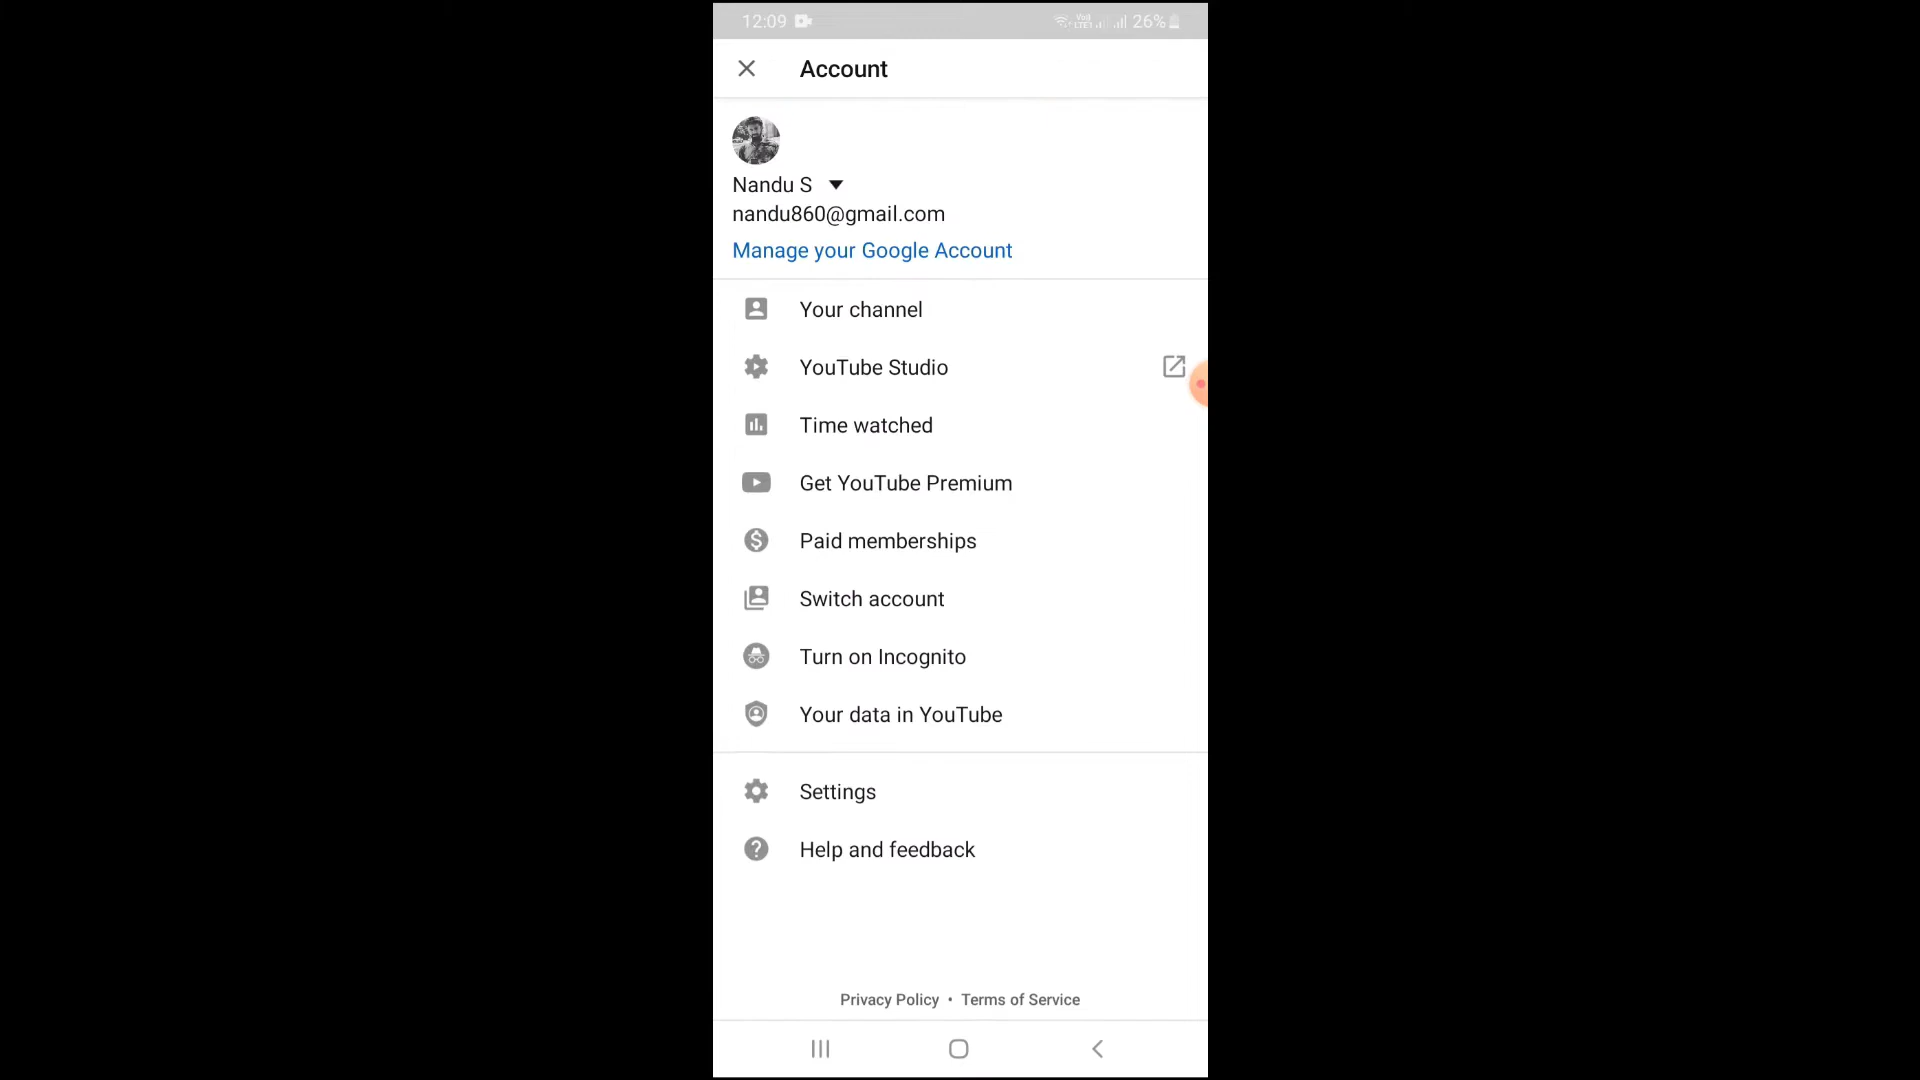 12:09 26%
Account
Nandu S
nandu860@gmail.com
Manage your Google Account
Your channel
YouTube Studio
Time watched
Get YouTube Premium
Paid memberships
Switch account
Turn on Incognito
Your data in YouTube
Settings
Help and feedback
Privacy Policy • Terms of Service